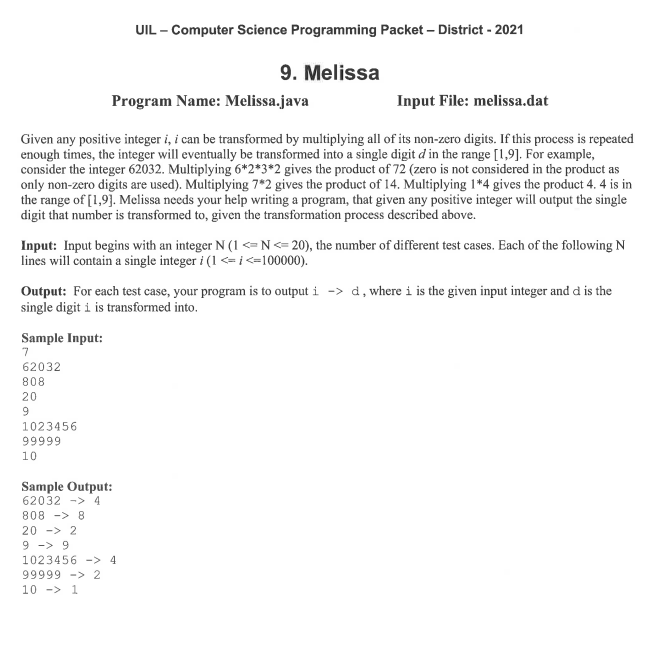 UIL – Computer Science Programming Packet – District - 2021
9. Melissa
Program Name: Melissa.java Input File: melissa.dat
Given any positive integer i, i can be transformed by multiplying all of its non-zero digits. If this process is repeated
enough times, the integer will eventually be transformed into a single digit d in the range [1,9]. For example,
consider the integer 62032. Multiplying 6*2*3*2 gives the product of 72 (zero is not considered in the product as
only non-zero digits are used). Multiplying 7*2 gives the product of 14. Multiplying 1*4 gives the product 4. 4 is in
the range of [1,9]. Melissa needs your help writing a program, that given any positive integer will output the single
digit that number is transformed to, given the transformation process described above.
Input: Input begins with an integer N (1 <= N <= 20), the number of different test cases. Each of the following N
lines will contain a single integer i (1 <= i <=100000).
Output: For each test case, your program is to output i -> d, where i is the given input integer and d is the
single digit i is transformed into.
Sample Input:
7
62032
808
20
9
1023456
99999
10
Sample Output:
62032 -> 4
808 -> 8
20 -> 2
9 -> 9
1023456 -> 4
99999 -> 2
10 -> 1